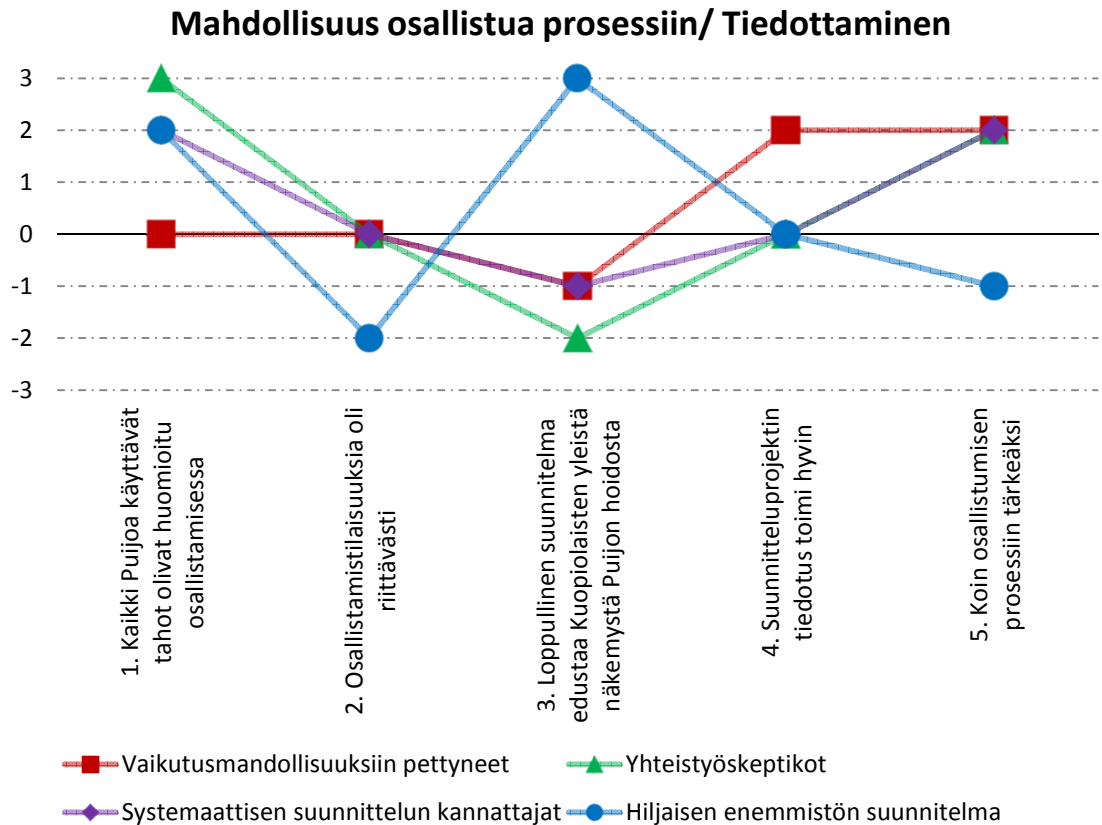 Mahdollisuus osallistua prosessiin/ Tiedottaminen
3
2
1
0
-1
-2
-3
1. Kaikki Puijoa käyttävät
tahot olivat huomioitu
osallistamisessa
2. Osallistamistilaisuuksia oli
riittävästi
3. Loppullinen suunnitelma
edustaa Kuopiolaisten yleistä
näkemystä Puijon hoidosta
4. Suunnitteluprojektin
tiedotus toimi hyvin
5. Koin osallistumisen
prosessiin tärkeäksi
Vaikutusmandollisuuksiin pettyneet
Yhteistyöskeptikot
Systemaattisen suunnittelun kannattajat
Hiljaisen enemmistön suunnitelma